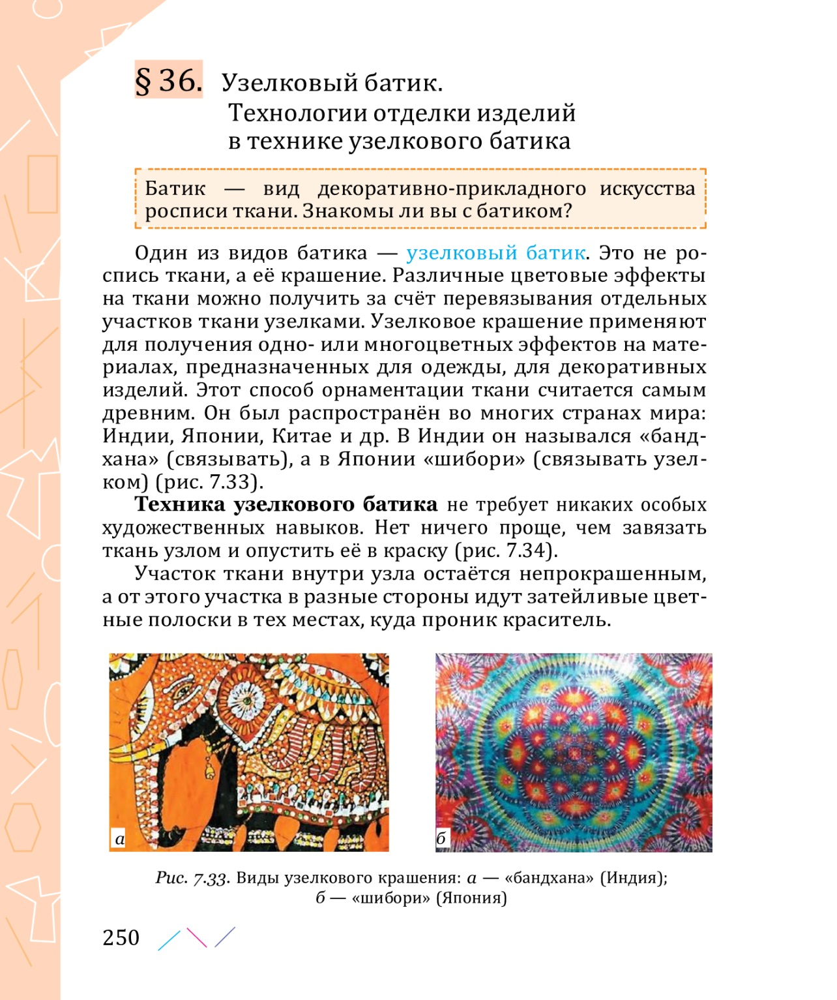 § 36. Узелковый батик.
Технологии отделки изделий
в технике узелкового батика
Батик — вид декоративно-прикладного искусства
росписи ткани. Знакомы ли вы с батиком?
Один из видов батика — узелковый батик. Это не ро-
спись ткани, а её крашение. Различные цветовые эффекты
на ткани можно получить за счёт перевязывания отдельных
участков ткани узелками. Узелковое крашение применяют
для получения одно- или многоцветных эффектов на мате-
риалах, предназначенных для одежды, для декоративных
изделий. Этот способ орнаментации ткани считается самым
древним. Он был распространён во многих странах мира:
Индии, Японии, Китае и др. В Индии он назывался «банд-
хана» (связывать), а в Японии «шибори» (связывать узел-
ком) (рис. 7.33).
Техника узелкового батика не требует никаких особых
художественных навыков. Нет ничего проще, чем завязать
ткань узлом и опустить её в краску (рис. 7.34).
Участок ткани внутри узла остаётся непрокрашенным,
а от этого участка в разные стороны идут затейливые цвет-
ные полоски в тех местах, куда проник краситель.
а
б
Рис. 7.33. Виды узелкового крашения: а — «бандхана» (Индия);
б — «шибори» (Япония)
250